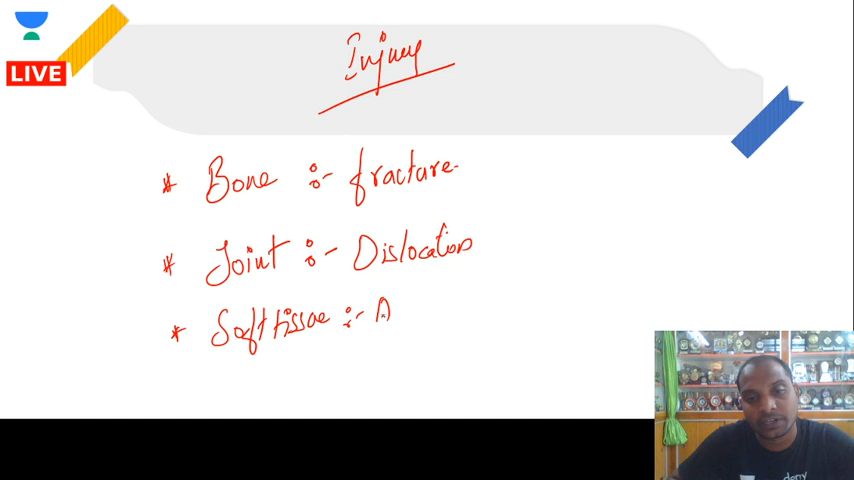 LIVE
Injury
* Bone :- fracture
* Joint :- Dislocation
* Soft tissue :- A